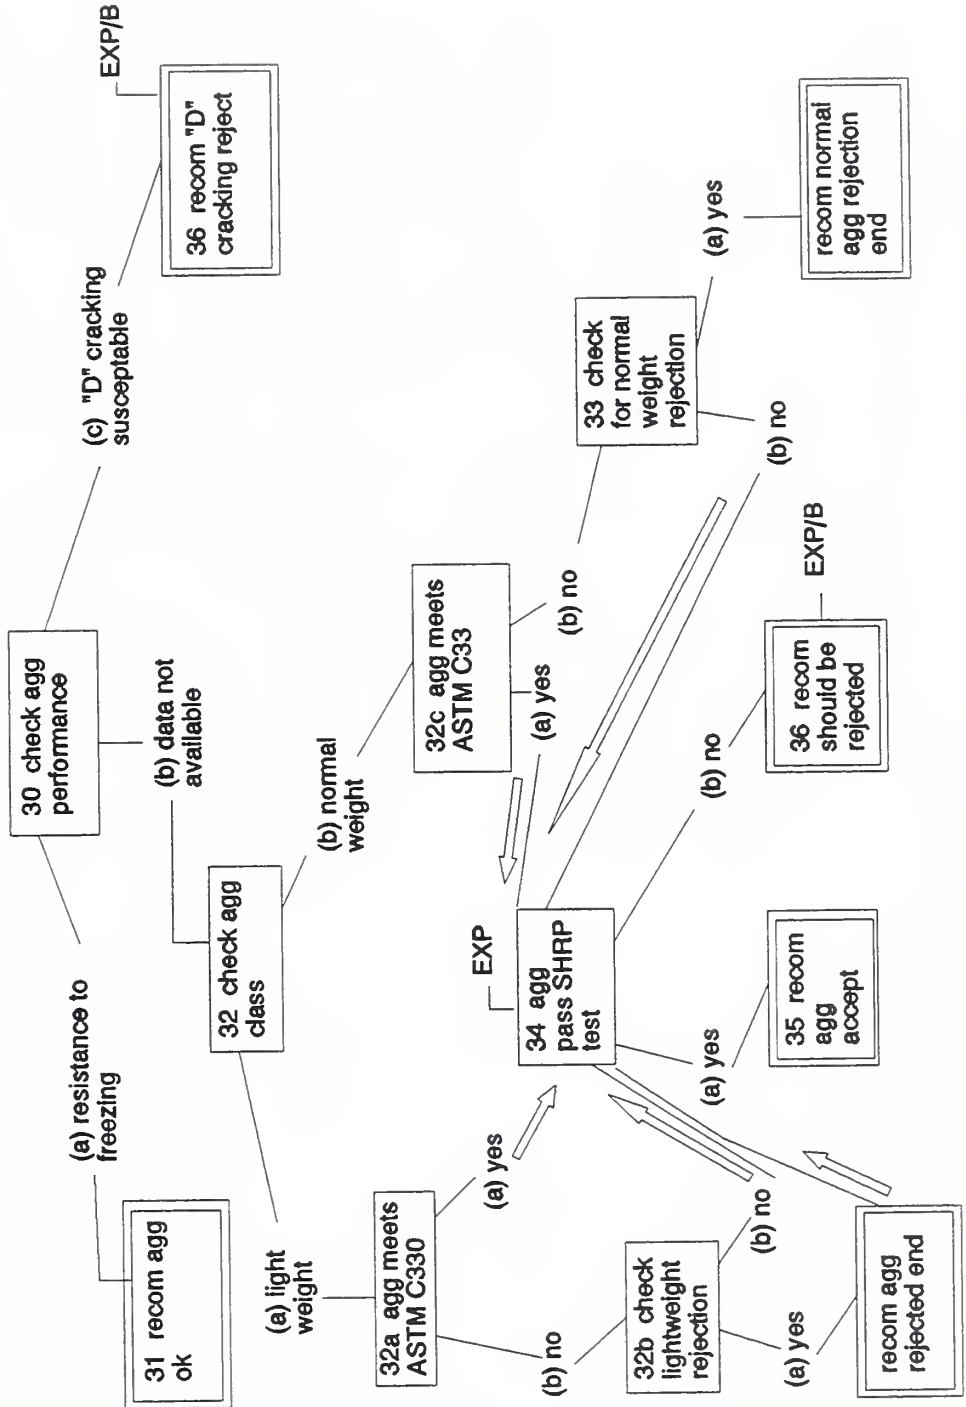 30 check agg
performance
(a) resistance to
freezing
(b) data not
available
(c) "D" cracking
susceptable
31 recom agg
ok
32 check agg
class
36 recom "D"
cracking reject
EXP/B
(a) light
weight
(b) normal
weight
32a agg meets
ASTM C330
32c agg meets
ASTM C33
(a) yes
(b) no
(a) yes
(b) no
EXP
32b check
lightweight
rejection
34 agg
pass SHRP
test
33 check
for normal
weight
rejection
(a) yes
(b) no
(a) yes
(b) no
(b) no
(a) yes
recom agg
rejected end
35 recom
agg
accept
36 recom
should be
rejected
EXP/B
recom normal
agg rejection
end